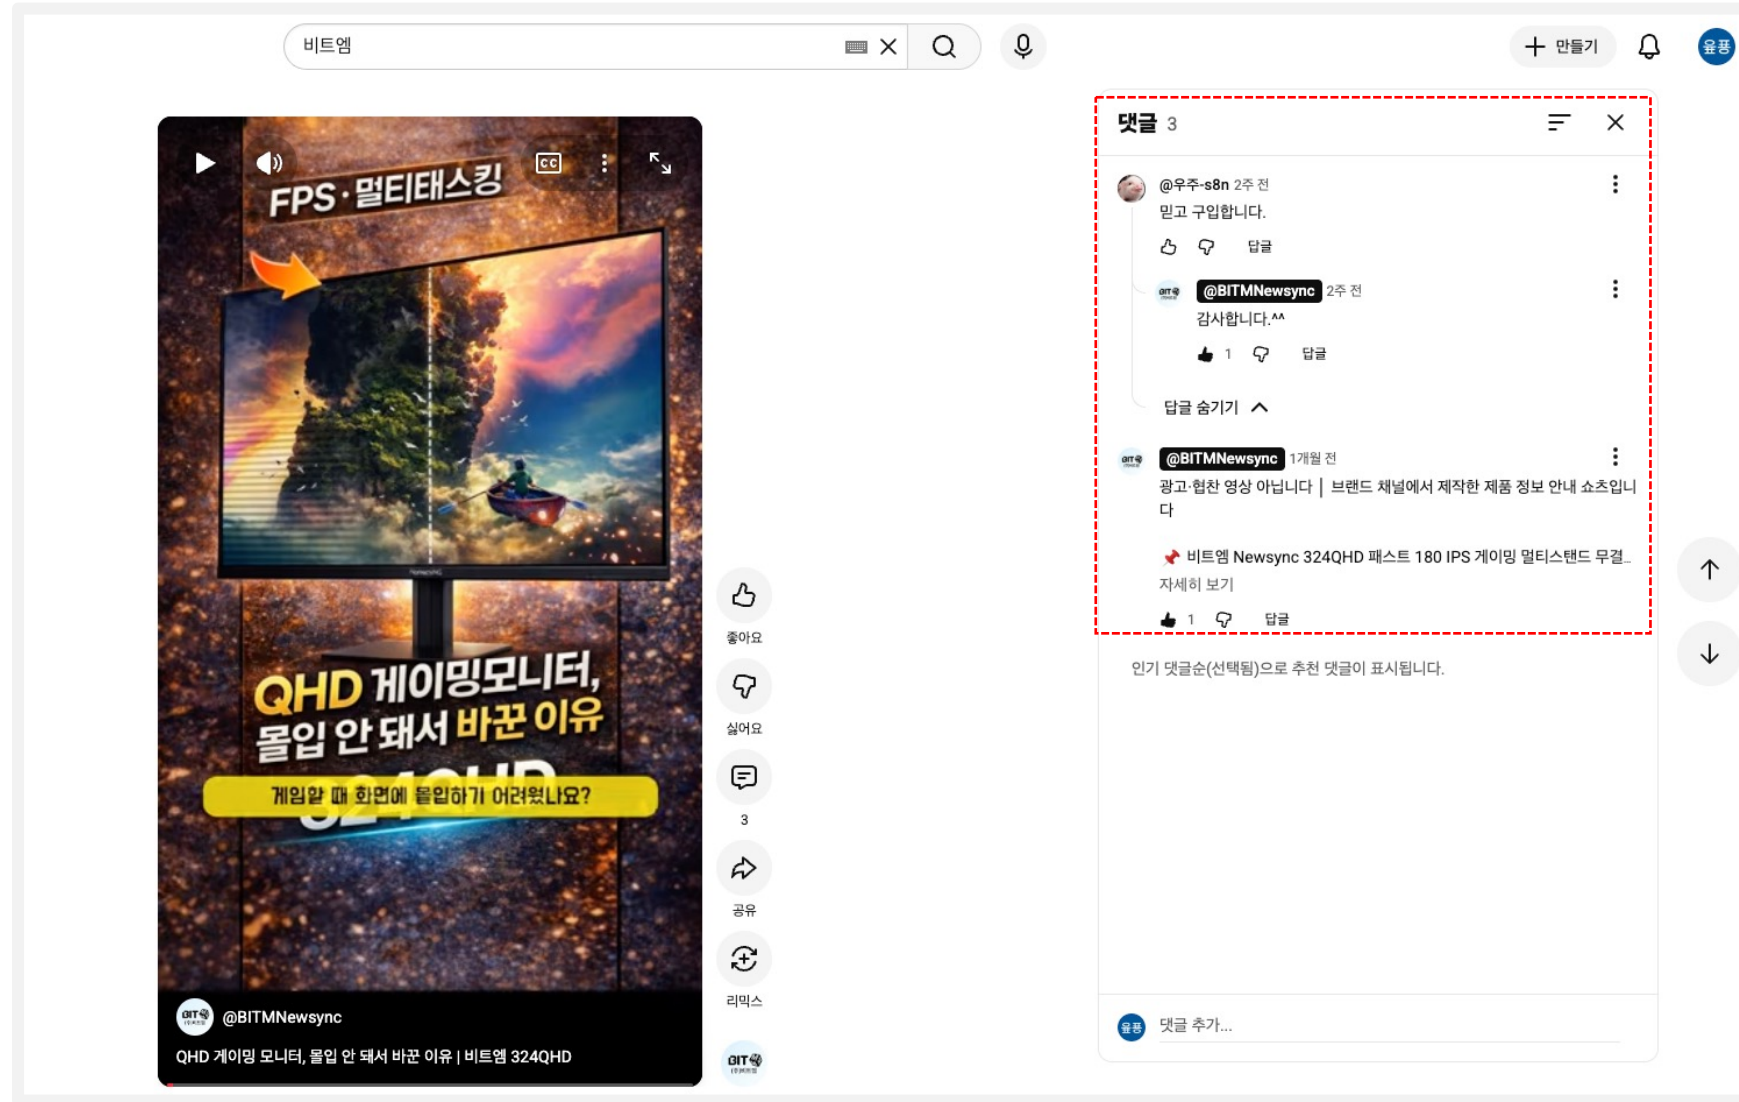 비트엠
만들기
윤퐁
FPS·멀티태스킹
CC
QHD 게이밍모니터,
몰입 안 돼서 바꾼 이유
324QHD
게임할 때 화면에 몰입하기 어려웠나요?
@BITMNewsync
QHD 게이밍 모니터, 몰입 안 돼서 바꾼 이유 | 비트엠 324QHD
좋아요
싫어요
3
공유
리믹스
BIT
댓글 3
@우주-s8n 2주 전
믿고 구입합니다.
답글
@BITMNewsync 2주 전
감사합니다.^^
1 답글
답글 숨기기
@BITMNewsync 1개월 전
광고·협찬 영상 아닙니다 | 브랜드 채널에서 제작한 제품 정보 안내 쇼츠입니
다
📌 비트엠 Newsync 324QHD 패스트 180 IPS 게이밍 멀티스탠드 무결...
자세히 보기
1 답글
인기 댓글순(선택됨)으로 추천 댓글이 표시됩니다.
댓글 추가...